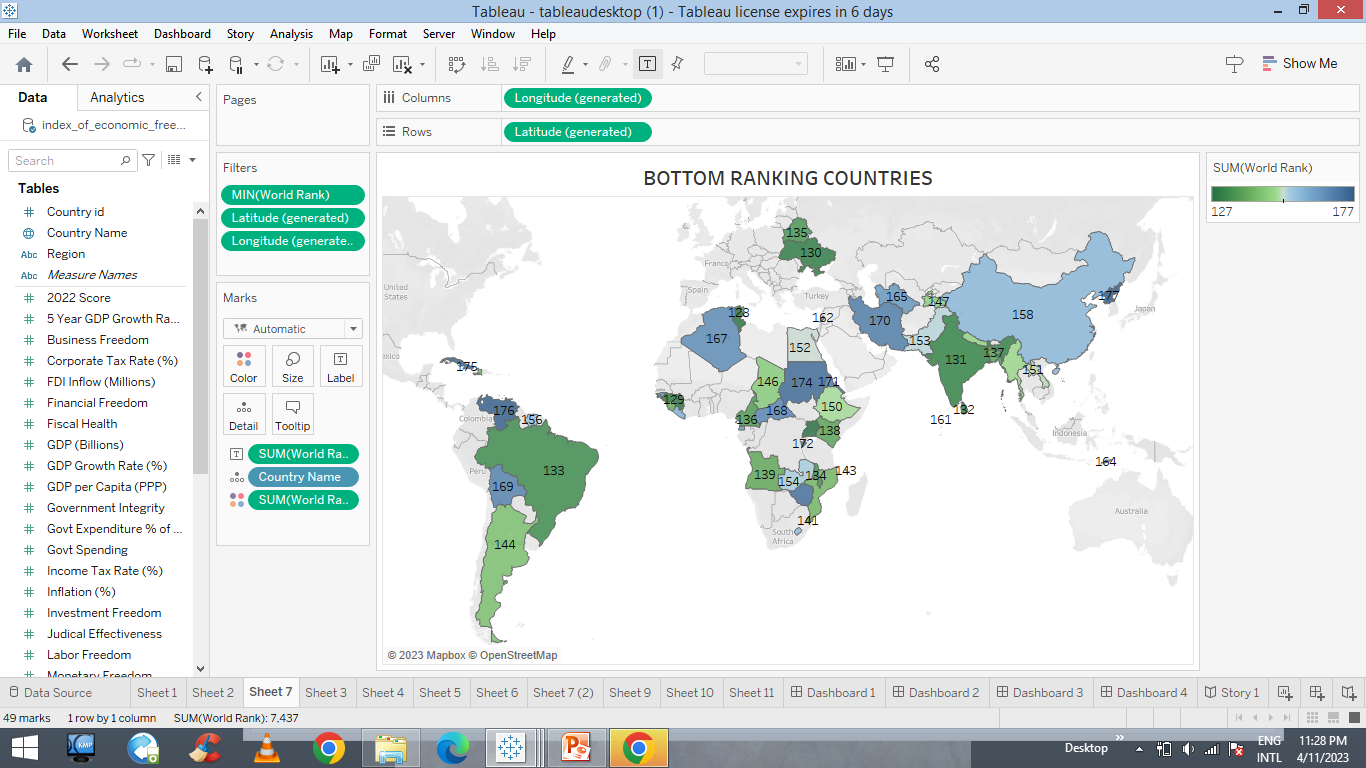 Tableau - tableaudesktop (1) - Tableau license expires in 6 days
File Data Worksheet Dashboard Story Analysis Map Format Server Window Help
Show Me
Data Analytics
index_of_economic_free...
Search
Tables
Country id
Country Name
Abc Region
Abc Measure Names
2022 Score
5 Year GDP Growth Ra...
Business Freedom
Corporate Tax Rate (%)
FDI Inflow (Millions)
Financial Freedom
Fiscal Health
GDP (Billions)
GDP Growth Rate (%)
GDP per Capita (PPP)
Government Integrity
Govt Expenditure % of ...
Govt Spending
Income Tax Rate (%)
Inflation (%)
Investment Freedom
Judical Effectiveness
Labor Freedom
Monetary Freedom
Pages
Filters
MIN(World Rank)
Latitude (generated)
Longitude (generate..
Marks
Automatic
Color Size Label
Detail Tooltip
SUM(World Ra..
Country Name
SUM(World Ra..
Columns Longitude (generated)
Rows Latitude (generated)
BOTTOM RANKING COUNTRIES
135
130
France
United
States
Spain
Turkey
165
147
177
128
162
170
158
Japan
167
152
153
131
137
175
146
174
171
151
129
176
156
Colombia
136
168
150
132
161
138
172
Indonesia
Peru
133
169
139
154
134
143
164
141
South
Africa
Australia
144
© 2023 Mapbox © OpenStreetMap
SUM(World Rank)
127 177
Data Source Sheet 1 Sheet 2 Sheet 7 Sheet 3 Sheet 4 Sheet 5 Sheet 6 Sheet 7 (2) Sheet 9 Sheet 10 Sheet 11 Dashboard 1 Dashboard 2 Dashboard 3 Dashboard 4 Story 1
49 marks 1 row by 1 column SUM(World Rank): 7,437
KMP
Desktop
ENG
INTL
11:28 PM
4/11/2023